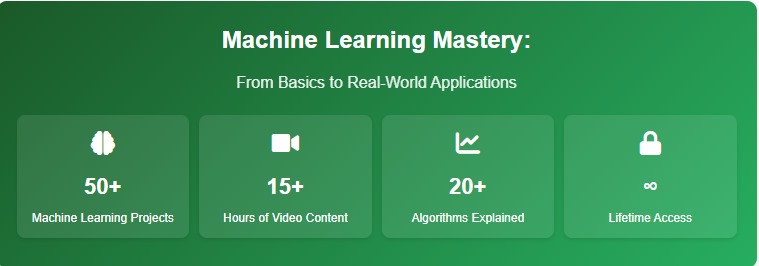 Machine Learning Mastery:
From Basics to Real-World Applications
50+
Machine Learning Projects
15+
Hours of Video Content
20+
Algorithms Explained
∞
Lifetime Access